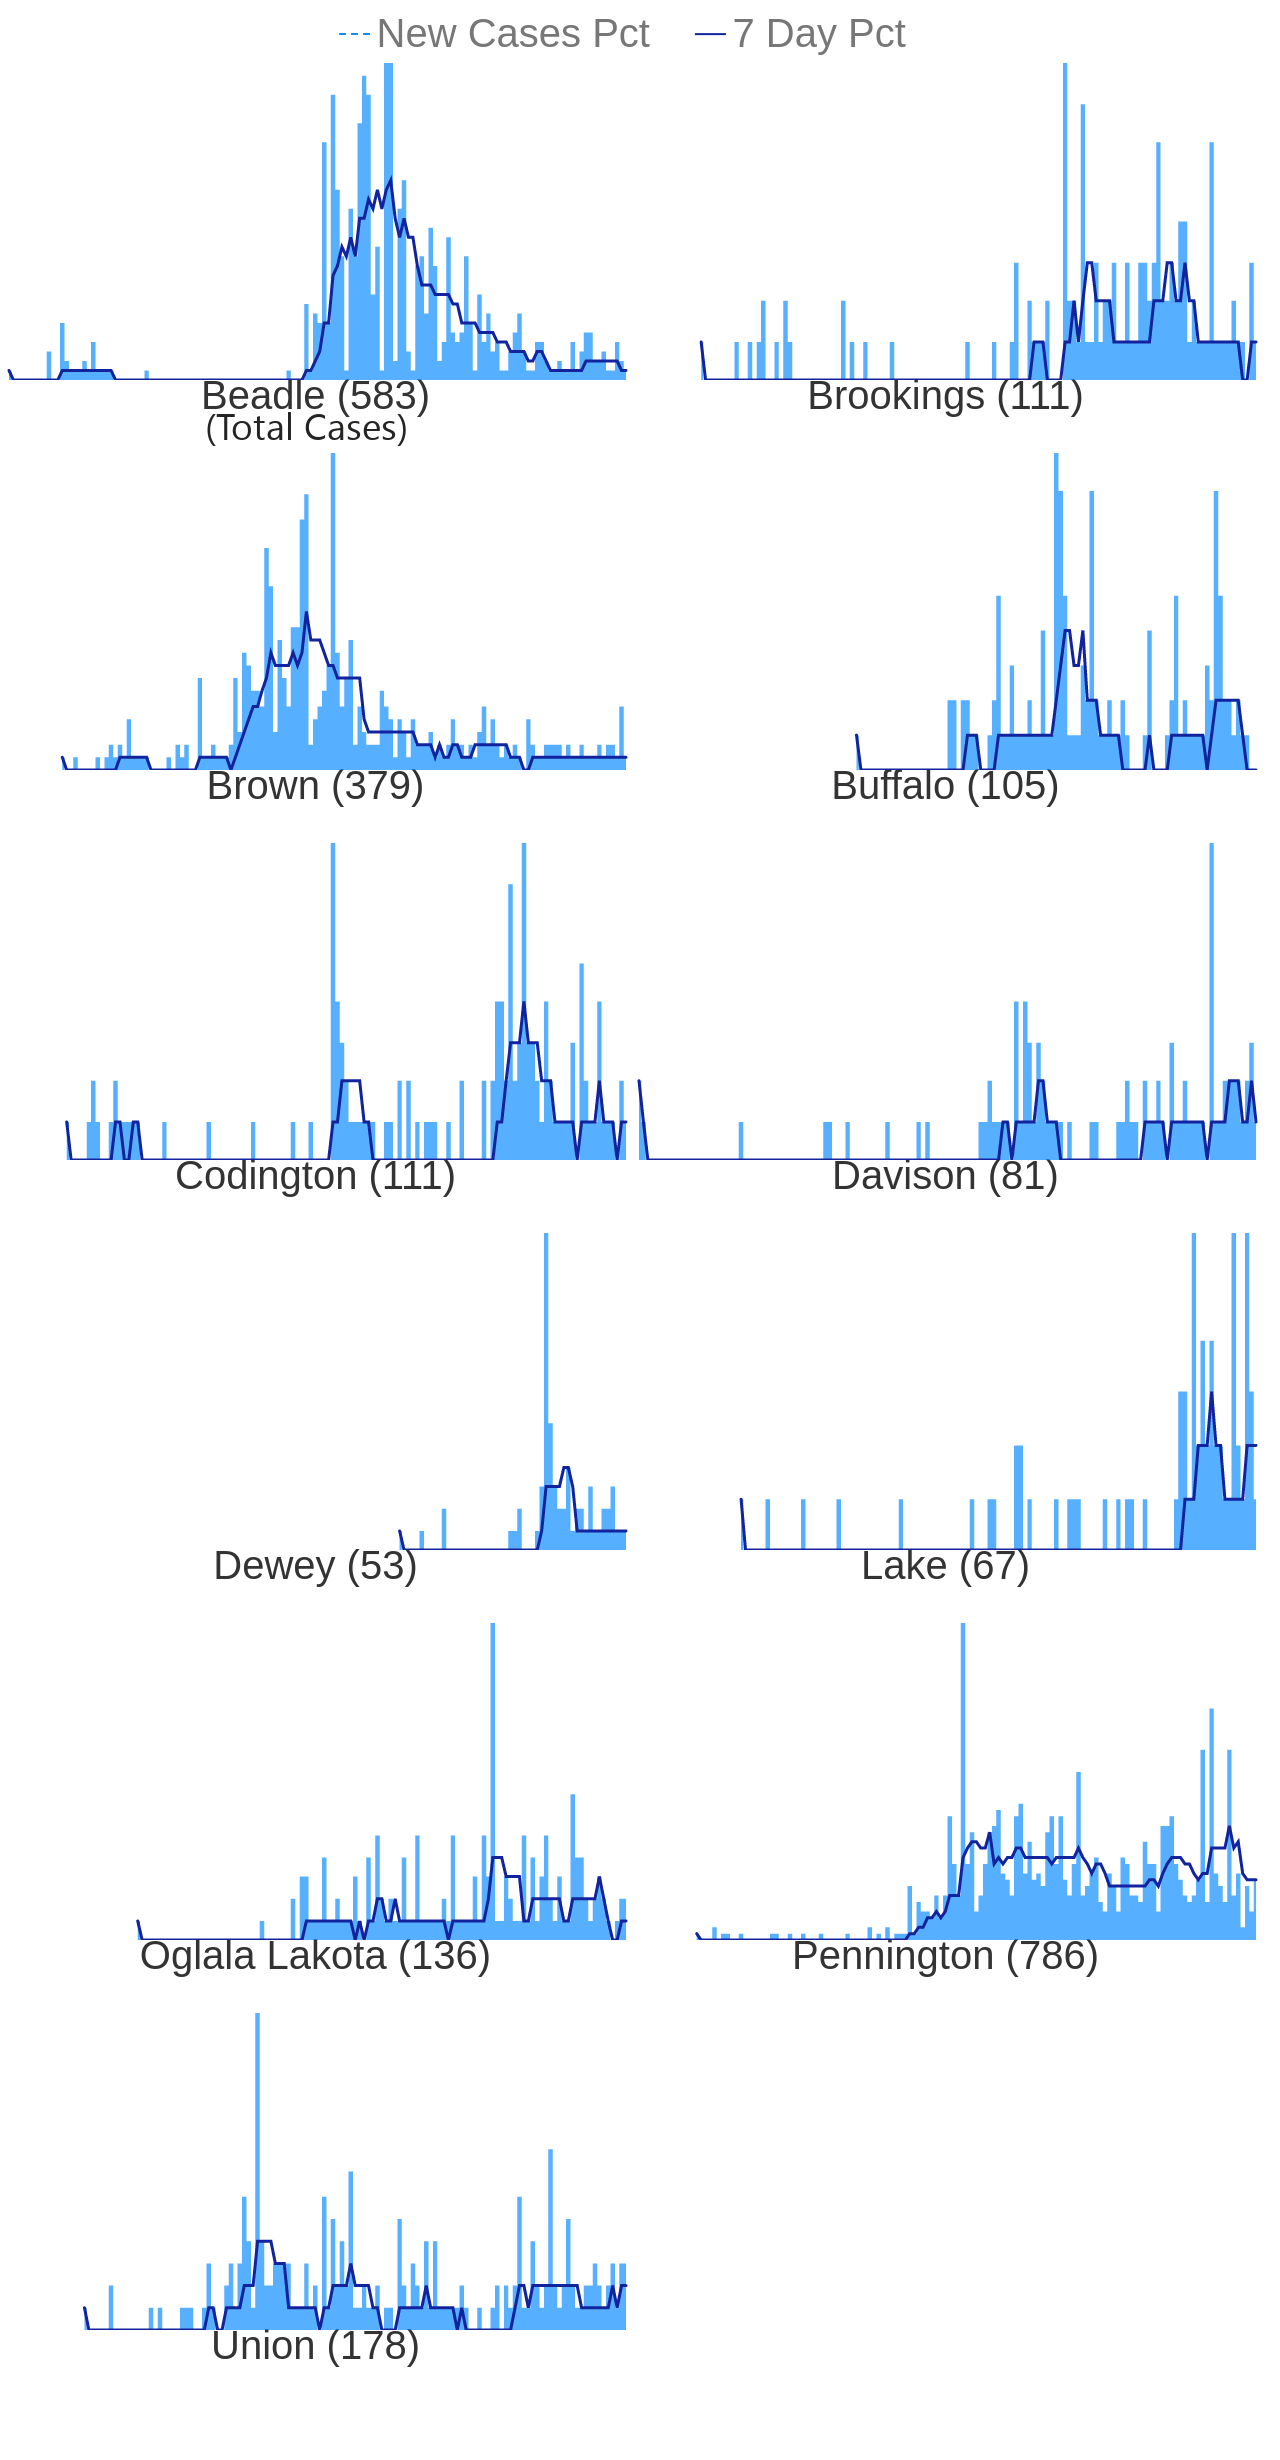 New Cases Pct 7 Day Pct
Beadle (583) Brookings (111)
(Total Cases)
Brown (379) Buffalo (105)
Codington (111) Davison (81)
Dewey (53) Lake (67)
Oglala Lakota (136) Pennington (786)
Union (178)